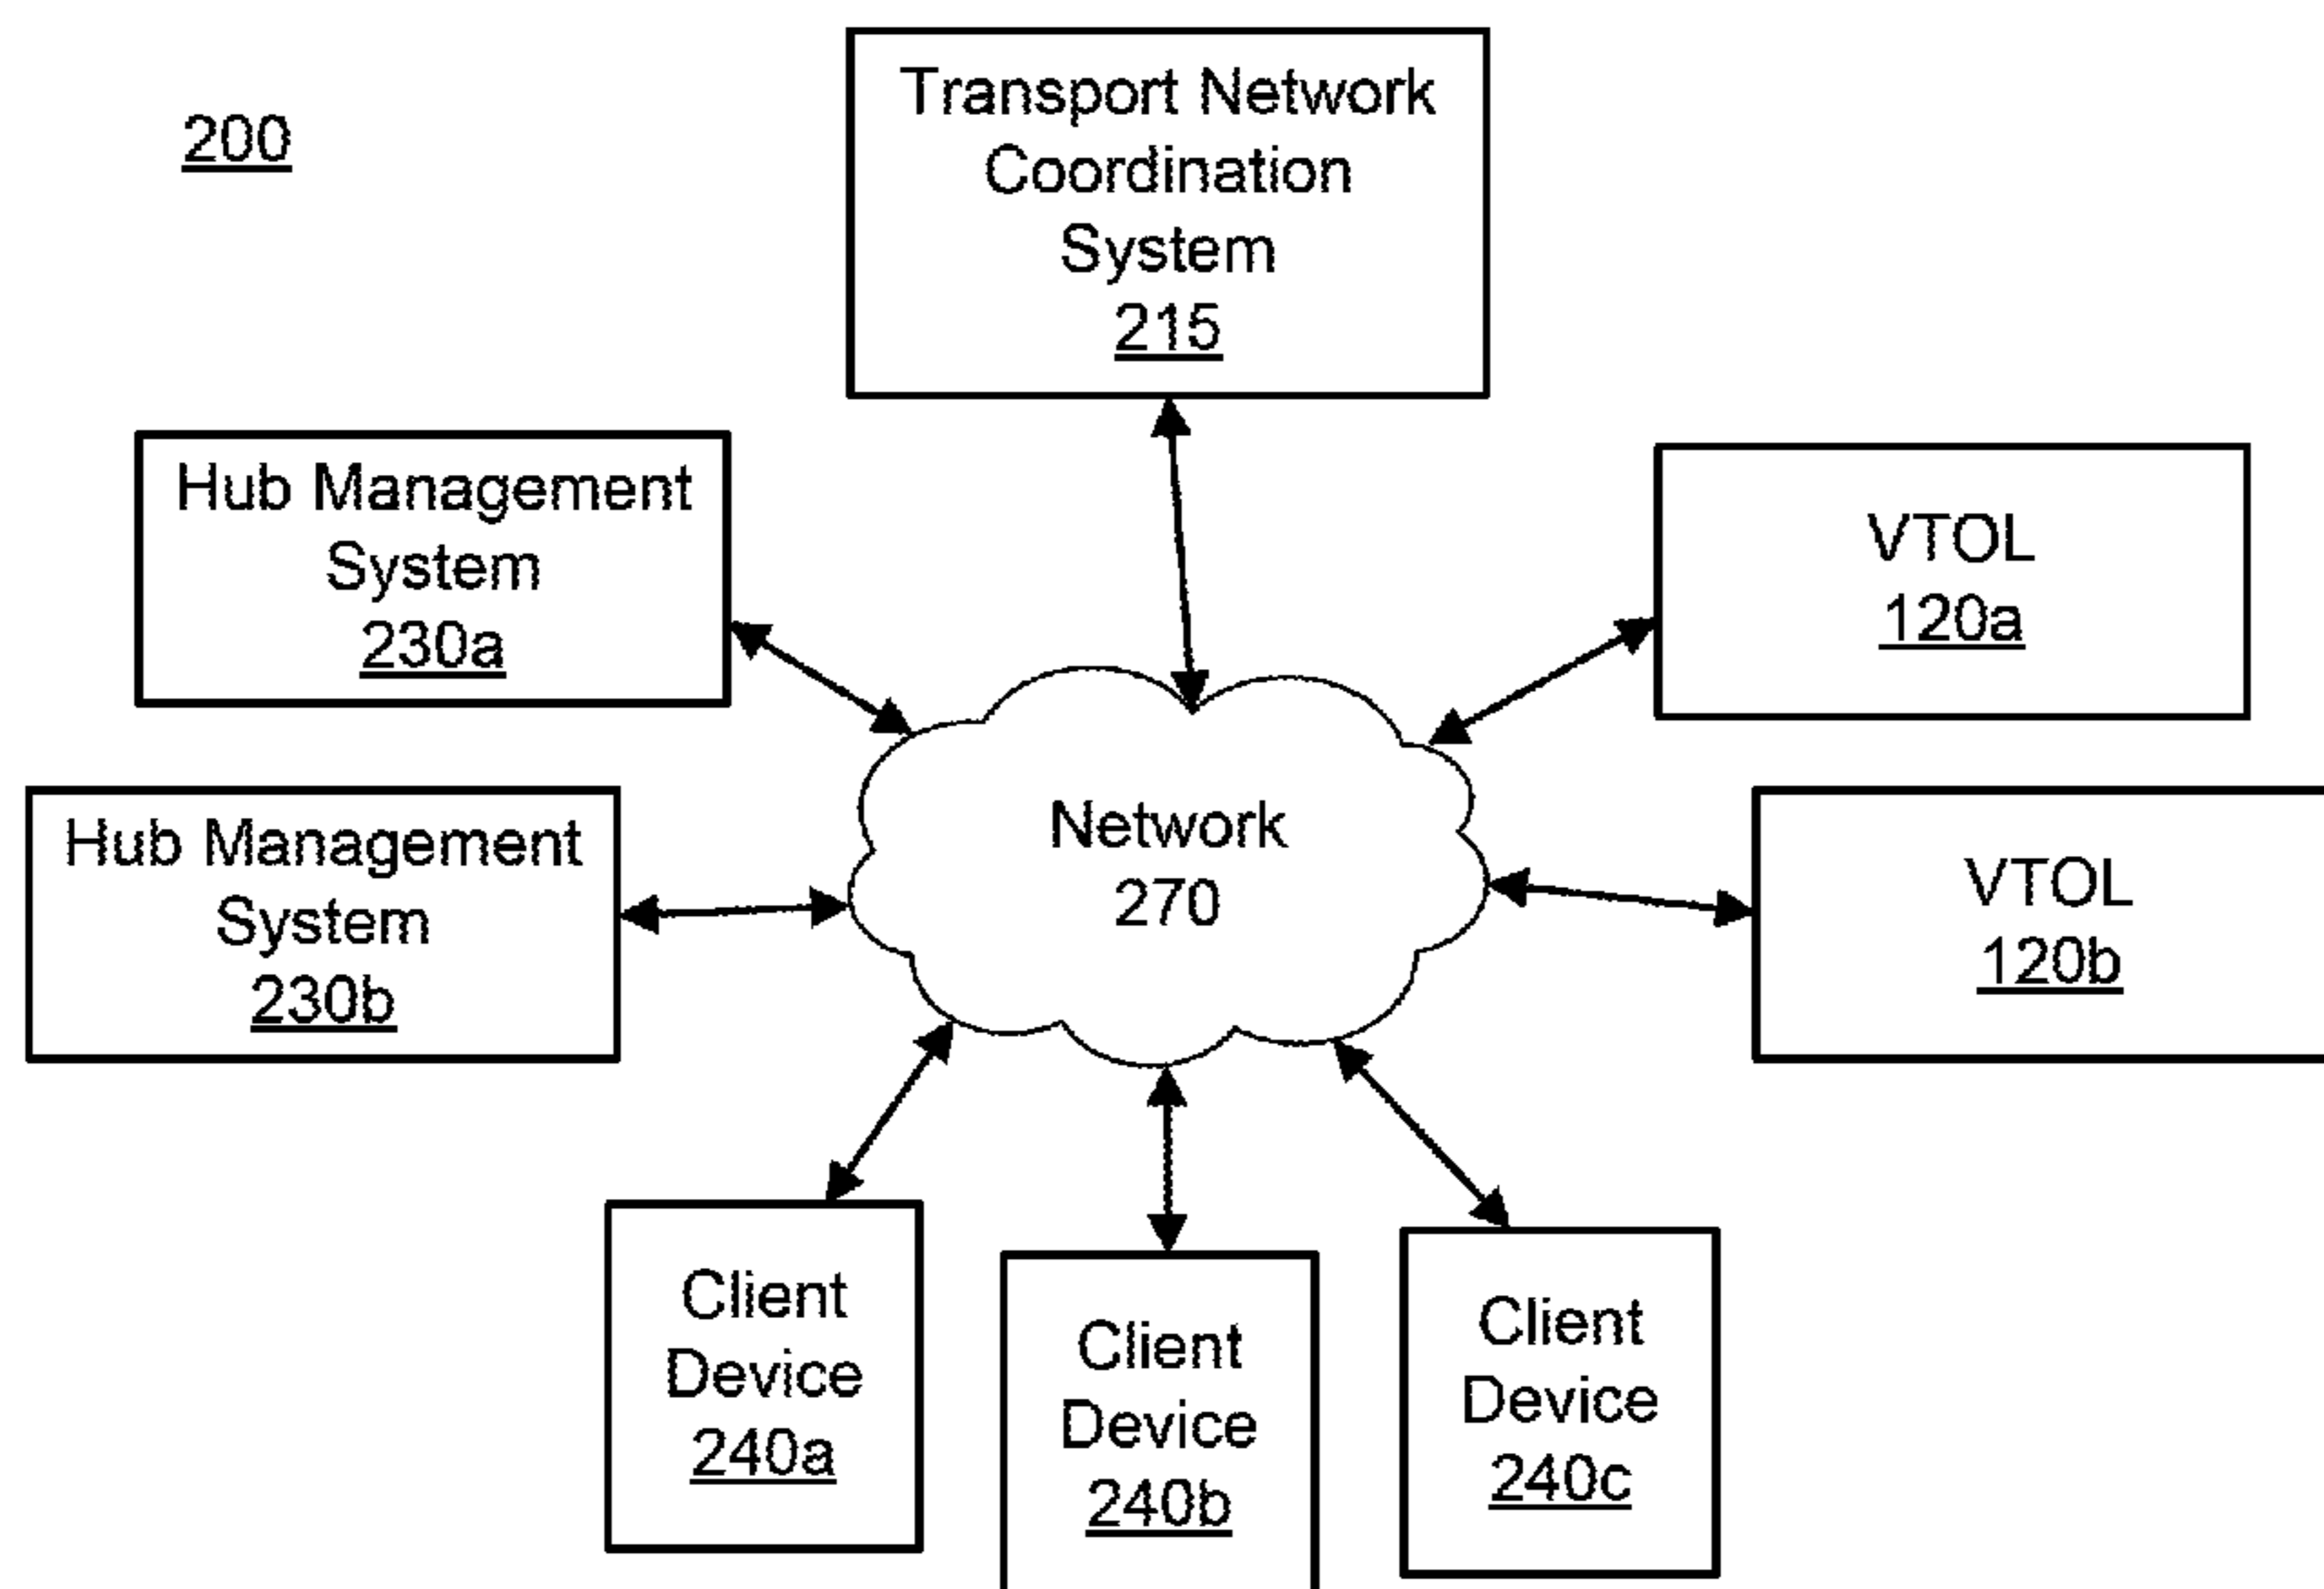 200
Transport Network
Coordination
System
215
Hub Management
System
230a
VTOL
120a
Hub Management
System
230b
Network
270
VTOL
120b
Client
Device
240a
Client
Device
240b
Client
Device
240c